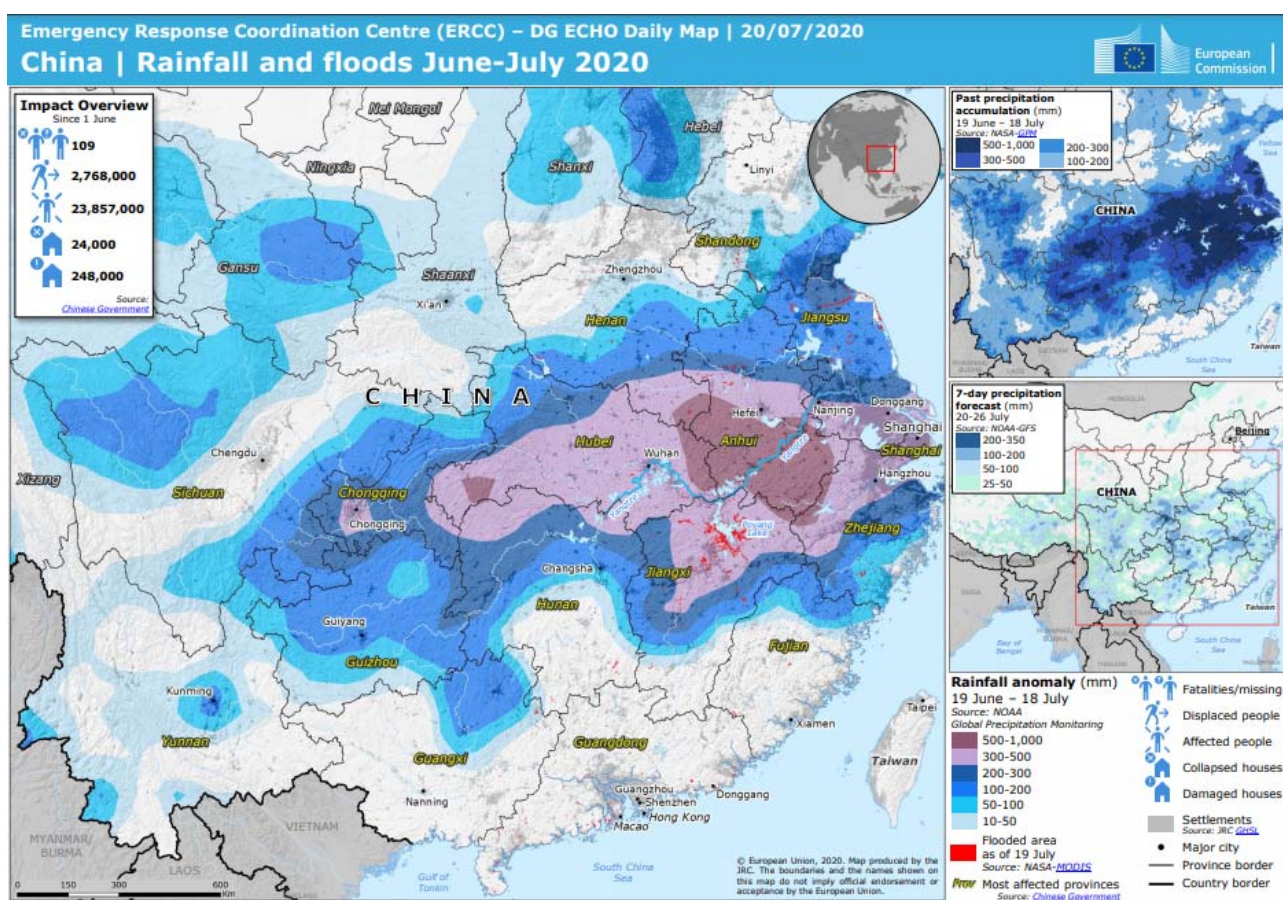 Emergency Response Coordination Centre (ERCC) – DG ECHO Daily Map | 20/07/2020
China | Rainfall and floods June-July 2020
European
Commission
Impact Overview
Since 1 June
109
2,768,000
23,857,000
24,000
248,000
Source:
Chinese Government
Nei Mongol
Ningxia
Hebei
Shanxi
Linyi
Gansu
Shaanxi
Shandong
Zhengzhou
Xi'an
Henan
Jiangsu
CHINA
Hefei
Nanjing
Donggang
Shanghai
Shanghai
Hubei
Anhui
Wuhan
Yangtze
Yangtze
Hangzhou
Chengdu
Xizang
Sichuan
Chongqing
Chongqing
Poyang
Lake
Zhejiang
Changsha
Jiangxi
Hunan
Guiyang
Guizhou
Fujian
Kunming
Yunnan
Taipei
Xiamen
Guangxi
Guangdong
Taiwan
Nanning
Guangzhou
Shenzhen
Donggang
Hong Kong
Macao
MYANMAR/
BURMA
VIETNAM
LAOS
Gulf of
Tonkin
South China
Sea
0 150 300 600
Km
© European Union, 2020. Map produced by the
JRC. The boundaries and the names shown on
this map do not imply official endorsement or
acceptance by the European Union.
Past precipitation
accumulation (mm)
19 June – 18 July
Source: NASA-GPM
500-1,000
300-500
200-300
100-200
Yellow
Sea
CHINA
Taiwan
VIETNAM
LAOS
South China
Sea
7-day precipitation
forecast (mm)
20-26 July
Source: NOAA-GFS
200-350
100-200
50-100
25-50
MONGOLIA
Beijing
CHINA
Taiwan
Bay of
Bengal
South China
Sea
Rainfall anomaly (mm)
19 June – 18 July
Source: NOAA
Global Precipitation Monitoring
500-1,000
300-500
200-300
100-200
50-100
10-50
Flooded area
as of 19 July
Source: NASA-MODIS
Prov Most affected provinces
Source: Chinese Government
Fatalities/missing
Displaced people
Affected people
Collapsed houses
Damaged houses
Settlements
Source: JRC GHSL
Major city
Province border
Country border